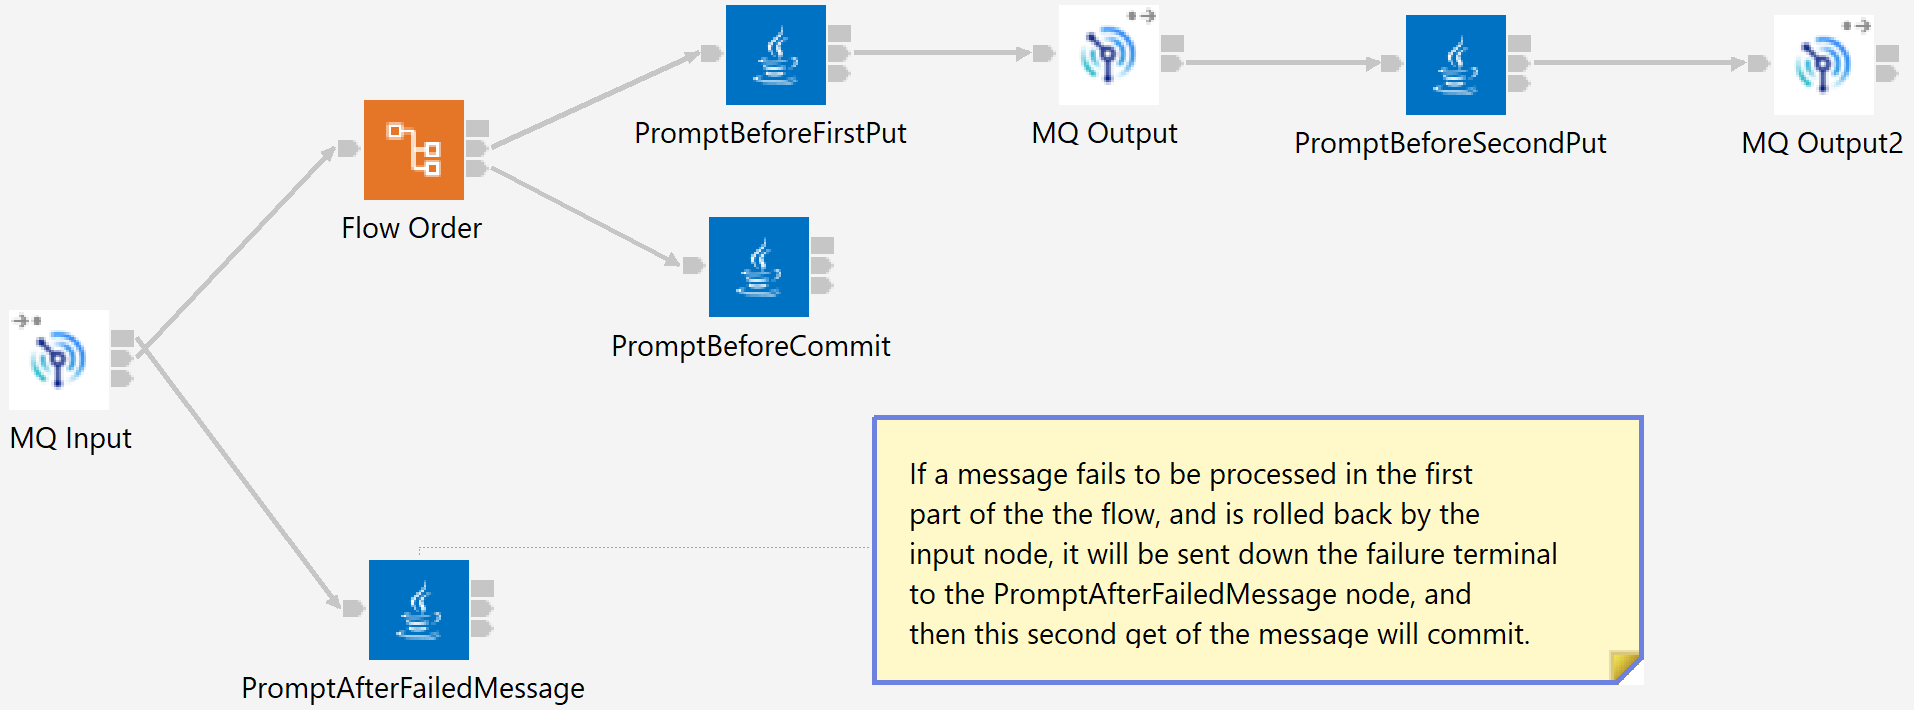 PromptBeforeFirstPut
MQ Output
PromptBeforeSecondPut
MQ Output2
Flow Order
PromptBeforeCommit
MQ Input
If a message fails to be processed in the first
part of the the flow, and is rolled back by the
input node, it will be sent down the failure terminal
to the PromptAfterFailedMessage node, and
then this second get of the message will commit.
PromptAfterFailedMessage